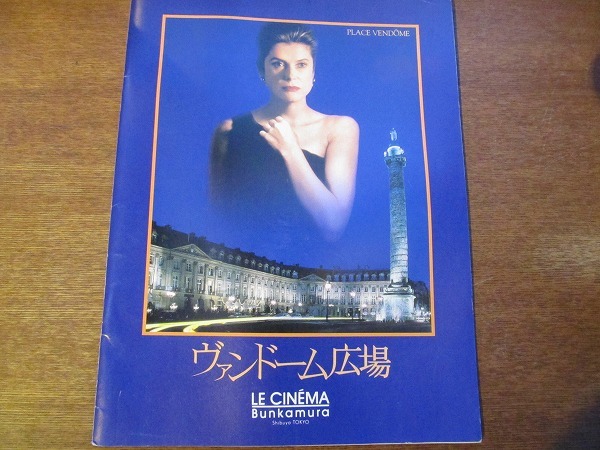 PLACE VENDÔME
ヴァンドーム広場
LE CINÉMA
Bunkamura
Shibuya TOKYO